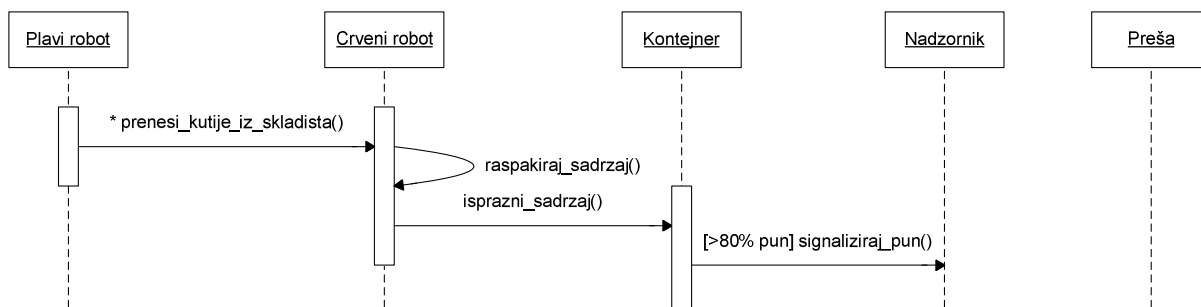 Plavi robot
Crveni robot
Kontejner
Nadzornik
Preša
* prenesi_kutije_iz_skladista()
raspakiraj_sadrzaj()
isprazni_sadrzaj()
[>80% pun] signaliziraj_pun()